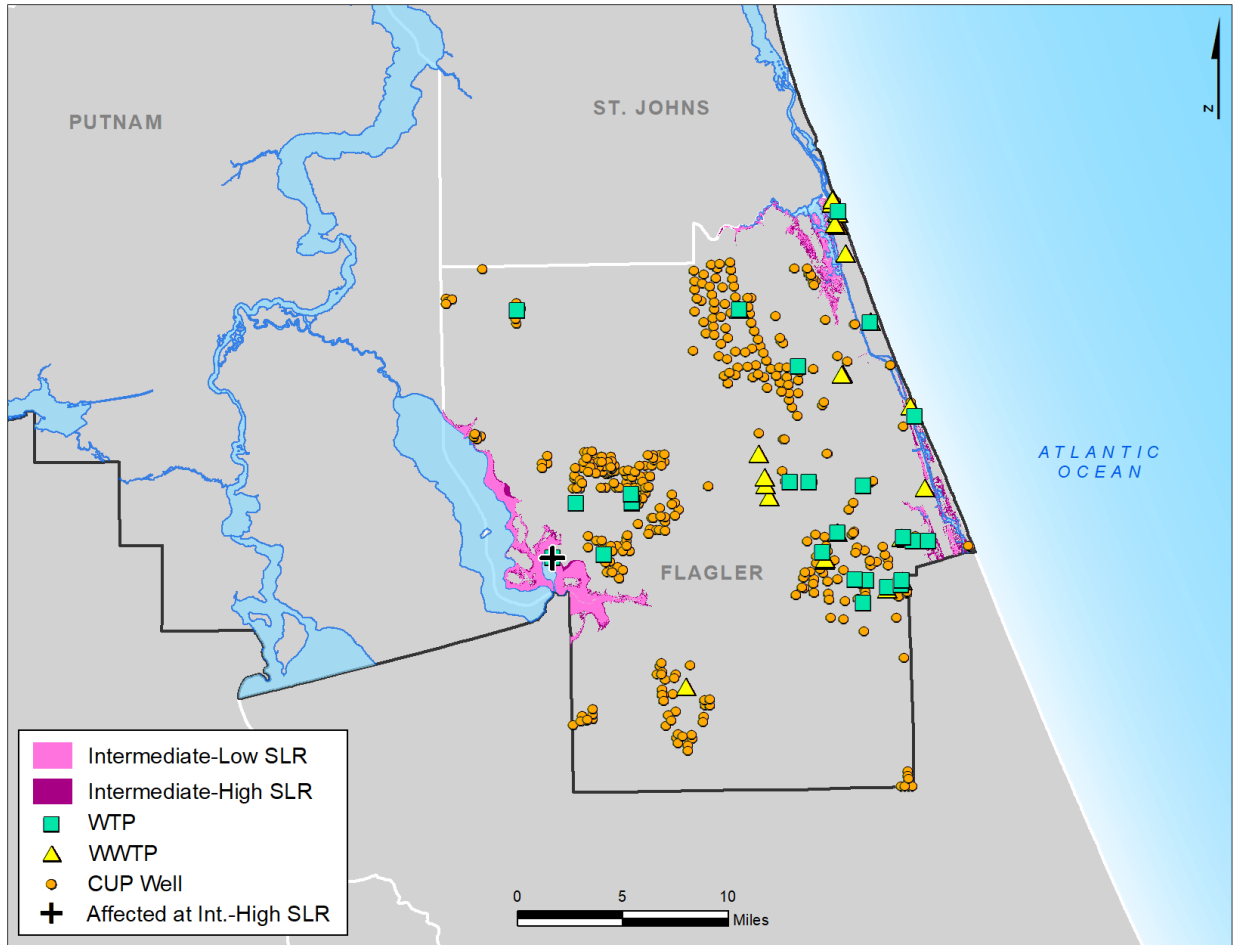 PUTNAM
ST. JOHNS
N
ATLANTIC
OCEAN
FLAGLER
Intermediate-Low SLR
Intermediate-High SLR
WTP
WWTP
CUP Well
Affected at Int.-High SLR
0 5 10
Miles